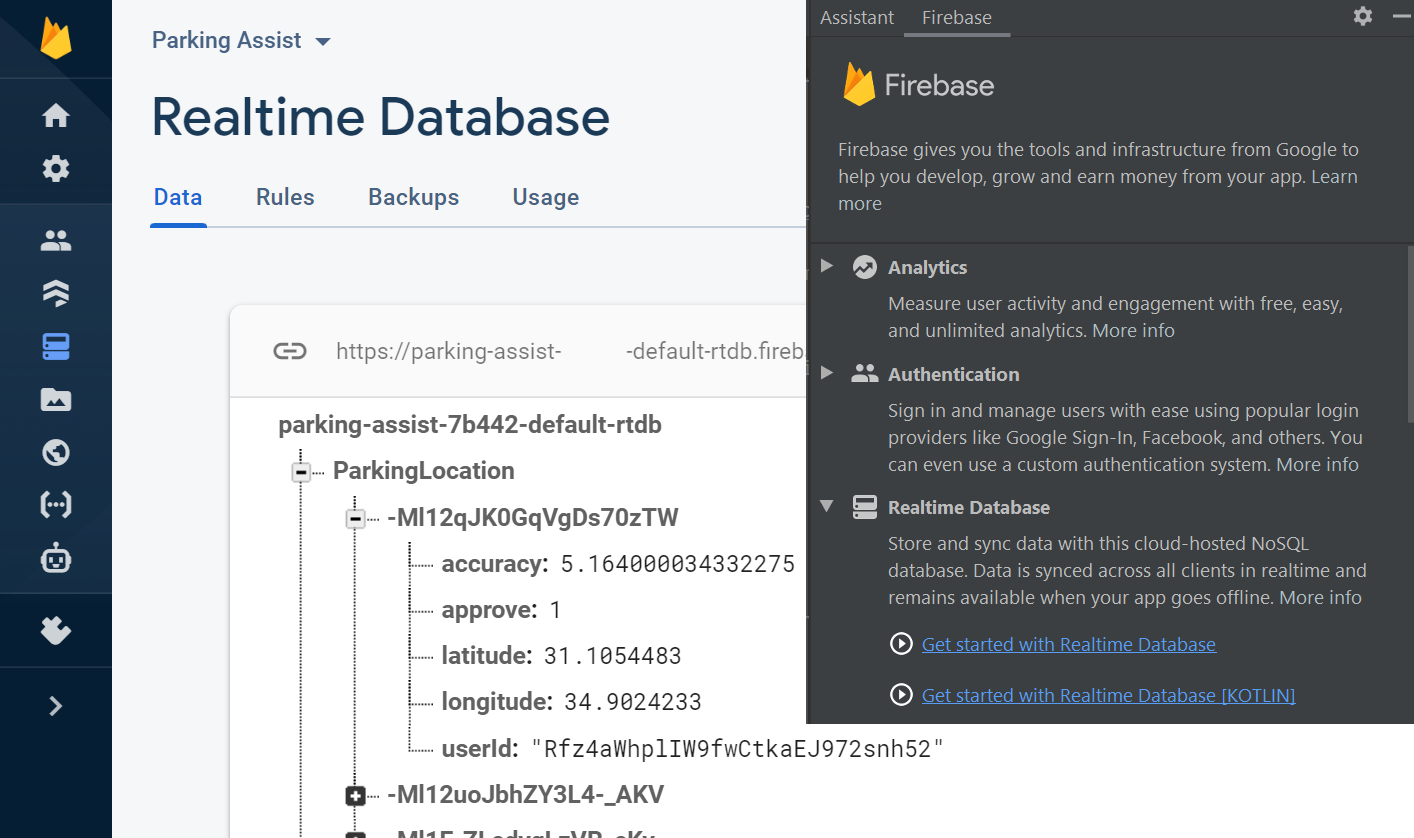 Parking Assist
Realtime Database
Data Rules Backups Usage
https://parking-assist- -default-rtdb.fireb
parking-assist-7b442-default-rtdb
ParkingLocation
-Ml12qJK0GqVgDs70zTW
accuracy: 5.164000034332275
approve: 1
latitude: 31.1054483
longitude: 34.9024233
userId: "Rfz4aWhplIW9fwCtkaEJ972snh52"
-Ml12uoJbhZY3L4-_AKV
Assistant Firebase
Firebase
Firebase gives you the tools and infrastructure from Google to
help you develop, grow and earn money from your app. Learn
more
Analytics
Measure user activity and engagement with free, easy,
and unlimited analytics. More info
Authentication
Sign in and manage users with ease using popular login
providers like Google Sign-In, Facebook, and others. You
can even use a custom authentication system. More info
Realtime Database
Store and sync data with this cloud-hosted NoSQL
database. Data is synced across all clients in realtime and
remains available when your app goes offline. More info
Get started with Realtime Database
Get started with Realtime Database [KOTLIN]